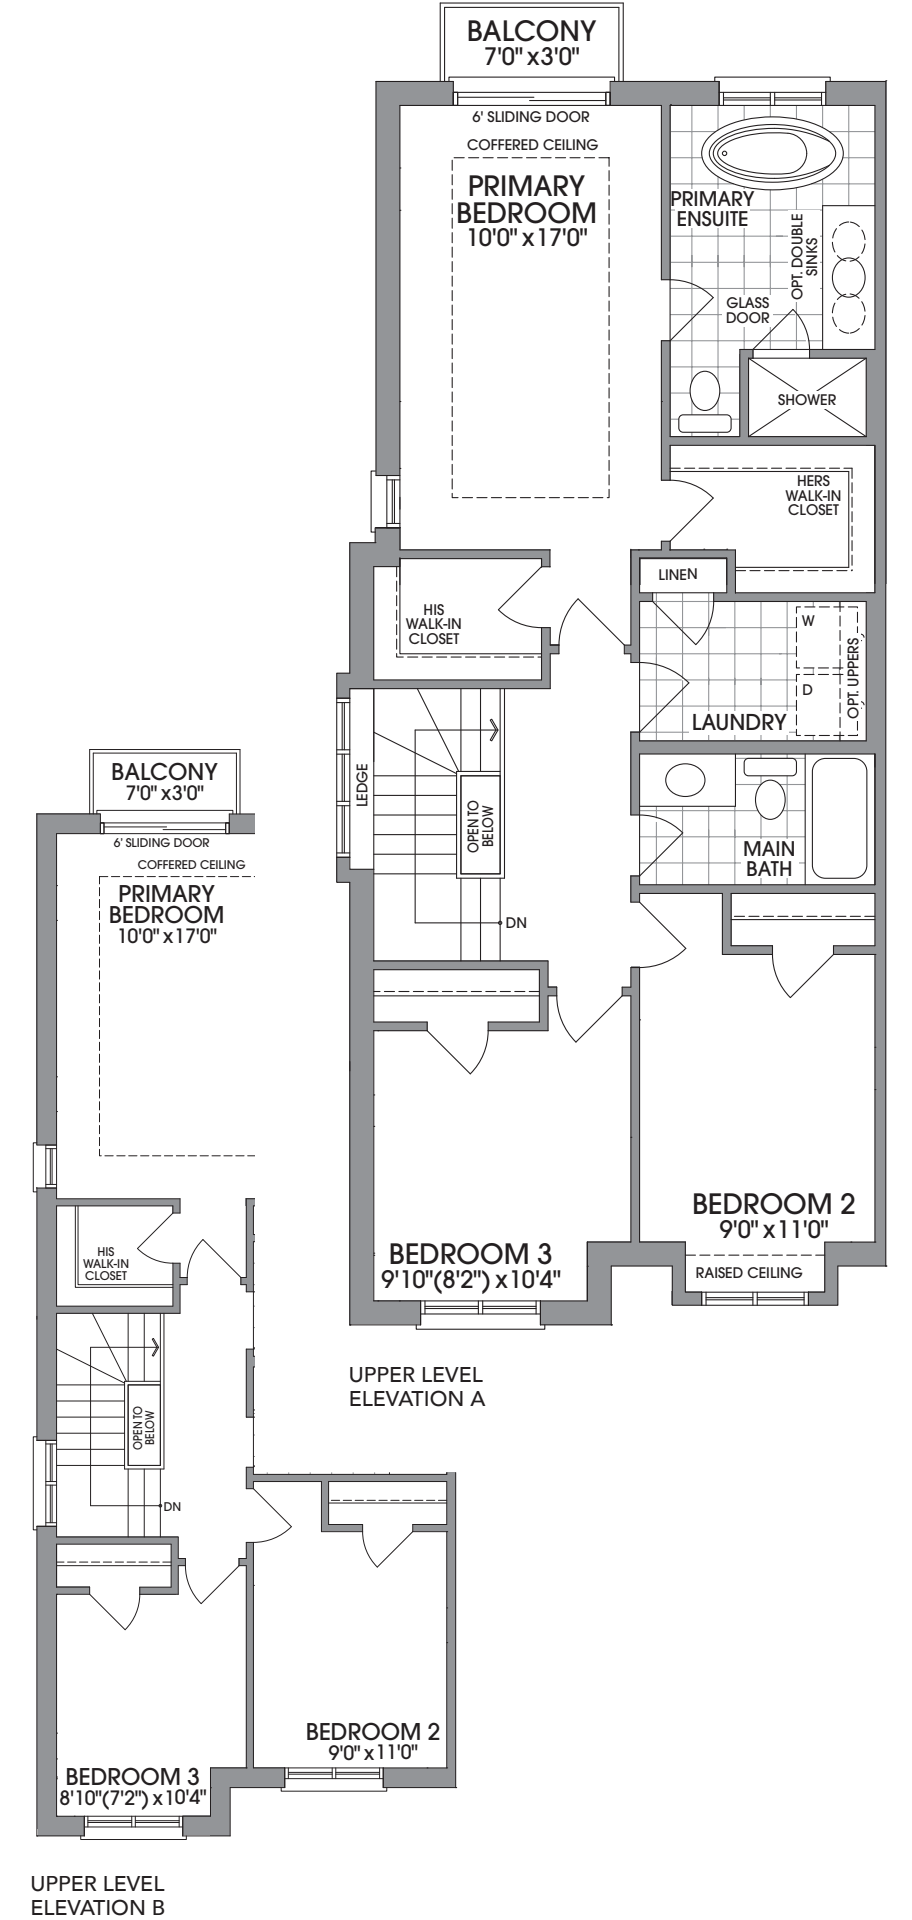 BALCONY
7'0" x3'0"
6' SLIDING DOOR
COFFERED CEILING
PRIMARY
BEDROOM
10'0" x17'0"
PRIMARY
ENSUITE
OPT. DOUBLE
SINKS
GLASS
DOOR
SHOWER
HERS
WALK-IN
CLOSET
LINEN
HIS
WALK-IN
CLOSET
W
D
OPT. UPPERS
LAUNDRY
LEDGE
OPEN TO
BELOW
DN
MAIN
BATH
BEDROOM 2
9'0" x11'0"
RAISED CEILING
BEDROOM 3
9'10"(8'2") x10'4"
UPPER LEVEL
ELEVATION A
BALCONY
7'0" x3'0"
6' SLIDING DOOR
COFFERED CEILING
PRIMARY
BEDROOM
10'0" x17'0"
HIS
WALK-IN
CLOSET
OPEN TO
BELOW
DN
BEDROOM 2
9'0" x11'0"
BEDROOM 3
8'10"(7'2") x10'4"
UPPER LEVEL
ELEVATION B